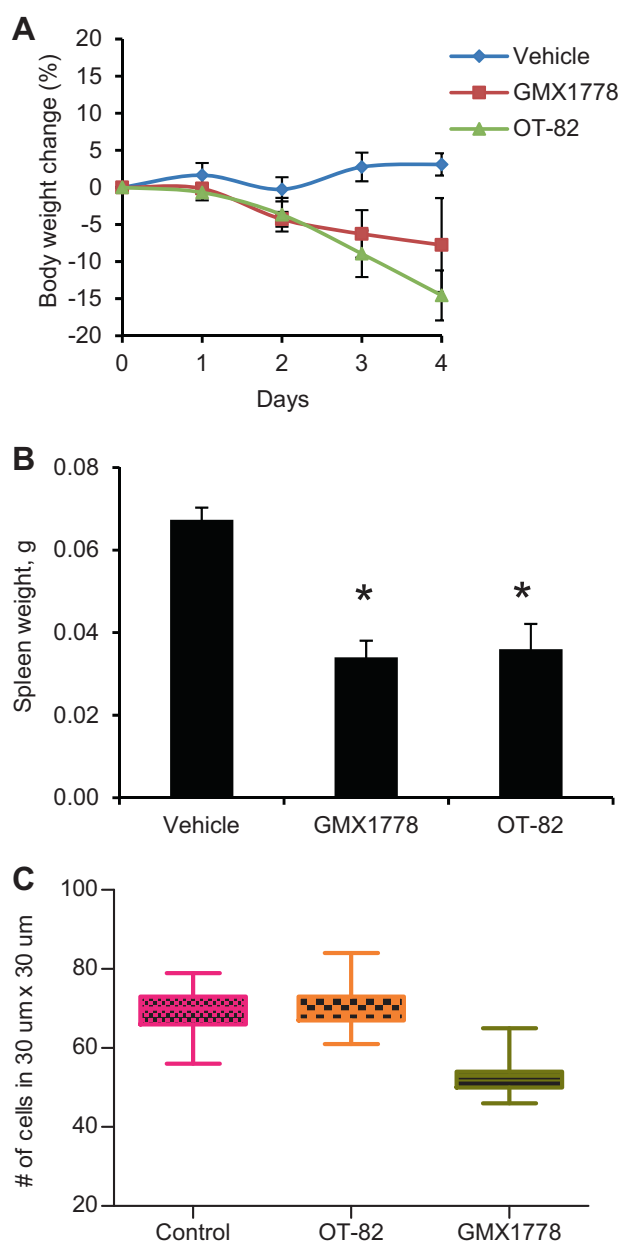 A
Body weight change (%)
20
15
10
5
0
-5
-10
-15
-20
0 1 2 3 4
Days
Vehicle
GMX1778
OT-82
B
Spleen weight, g
0.08
0.06
0.04
0.02
0.00
* *
Vehicle GMX1778 OT-82
C
# of cells in 30 um x 30 um
100
80
60
40
20
Control OT-82 GMX1778